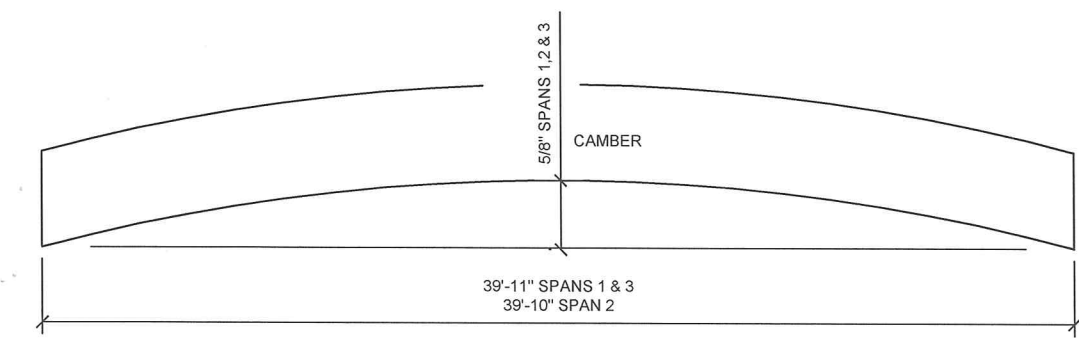 5/8" SPANS 1,2 & 3
CAMBER
39'-11" SPANS 1 & 3
39'-10" SPAN 2